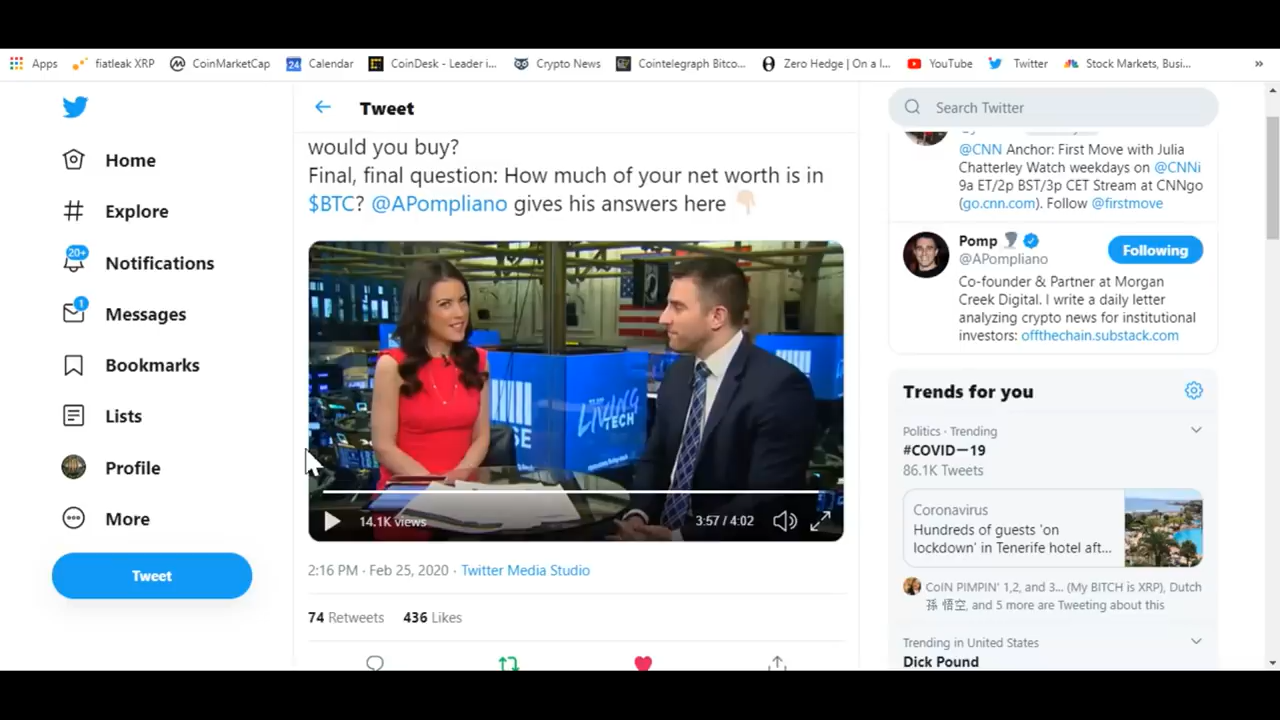 Apps
fiatleak XRP
CoinMarketCap
24
Calendar
CoinDesk - Leader i...
Crypto News
Cointelegraph Bitco...
Zero Hedge | On a l...
YouTube
Twitter
Stock Markets, Busi...
»
Home
Explore
20+
Notifications
1
Messages
Bookmarks
Lists
Profile
More
Tweet
Tweet
would you buy?
Final, final question: How much of your net worth is in
$BTC? @APompliano gives his answers here
LIVING
TECH
SE
14.1K views
3:57 / 4:02
2:16 PM · Feb 25, 2020 · Twitter Media Studio
74 Retweets 436 Likes
Search Twitter
@CNN Anchor: First Move with Julia
Chatterley Watch weekdays on @CNNi
9a ET/2p BST/3p CET Stream at CNNgo
(go.cnn.com). Follow @firstmove
Pomp
@APompliano
Following
Co-founder & Partner at Morgan
Creek Digital. I write a daily letter
analyzing crypto news for institutional
investors: offthechain.substack.com
Trends for you
Politics · Trending
#COVID—19
86.1K Tweets
Coronavirus
Hundreds of guests 'on
lockdown' in Tenerife hotel aft...
CoiN PIMPIN' 1,2, and 3... (My BITCH is XRP), Dutch
孫 悟空, and 5 more are Tweeting about this
Trending in United States
Dick Pound